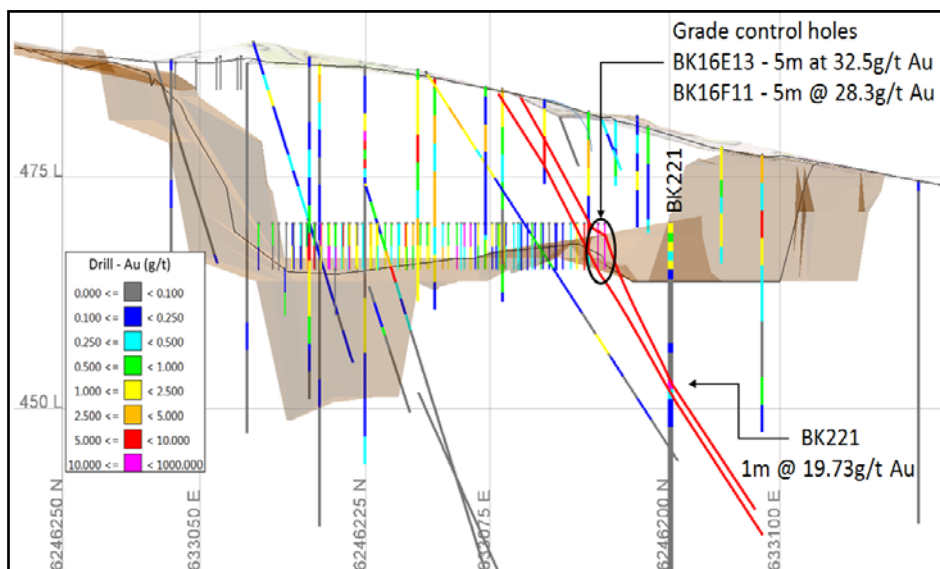 Grade control holes
BK16E13 - 5m at 32.5g/t Au
BK16F11 - 5m @ 28.3g/t Au
475 L
BK221
Drill - Au (g/t)
0.000 <= < 0.100
0.100 <= < 0.250
0.250 <= < 0.500
0.500 <= < 1.000
1.000 <= < 2.500
2.500 <= < 5.000
5.000 <= < 10.000
10.000 <= < 1000.000
450 L
BK221
1m @ 19.73g/t Au
6246250 N
633050 E
6246225 N
633075 E
6246200 N
633100 E